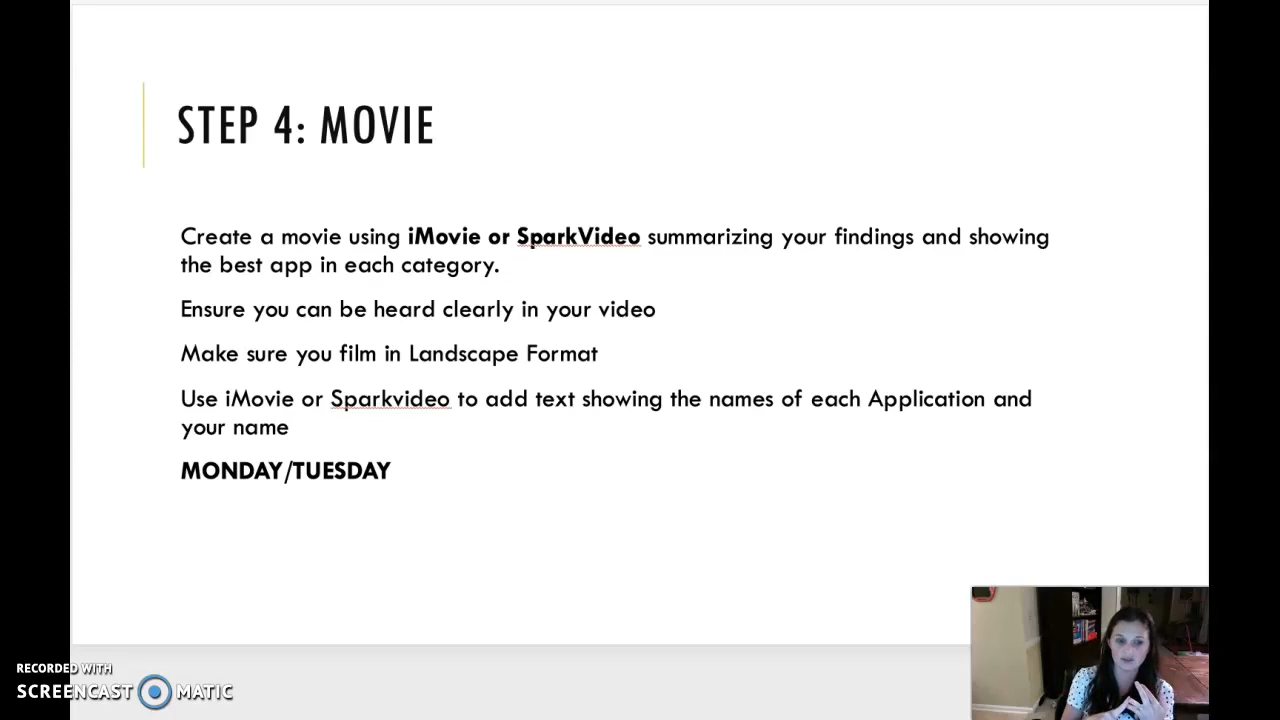 STEP 4: MOVIE
Create a movie using iMovie or SparkVideo summarizing your findings and showing
the best app in each category.
Ensure you can be heard clearly in your video
Make sure you film in Landscape Format
Use iMovie or Sparkvideo to add text showing the names of each Application and
your name
MONDAY/TUESDAY
RECORDED WITH
SCREENCAST MATIC